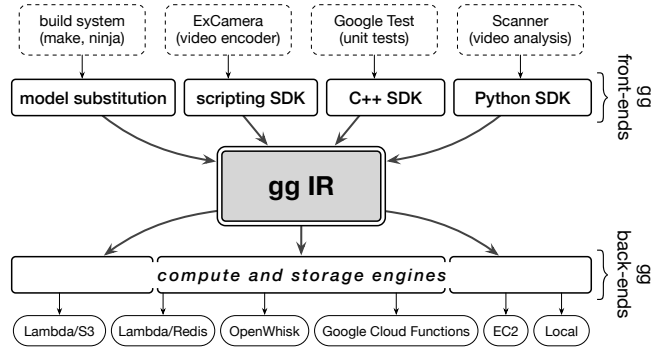 build system
(make, ninja)
ExCamera
(video encoder)
Google Test
(unit tests)
Scanner
(video analysis)
model substitution
scripting SDK
C++ SDK
Python SDK
gg
front-ends
gg IR
compute and storage engines
gg
back-ends
Lambda/S3
Lambda/Redis
OpenWhisk
Google Cloud Functions
EC2
Local